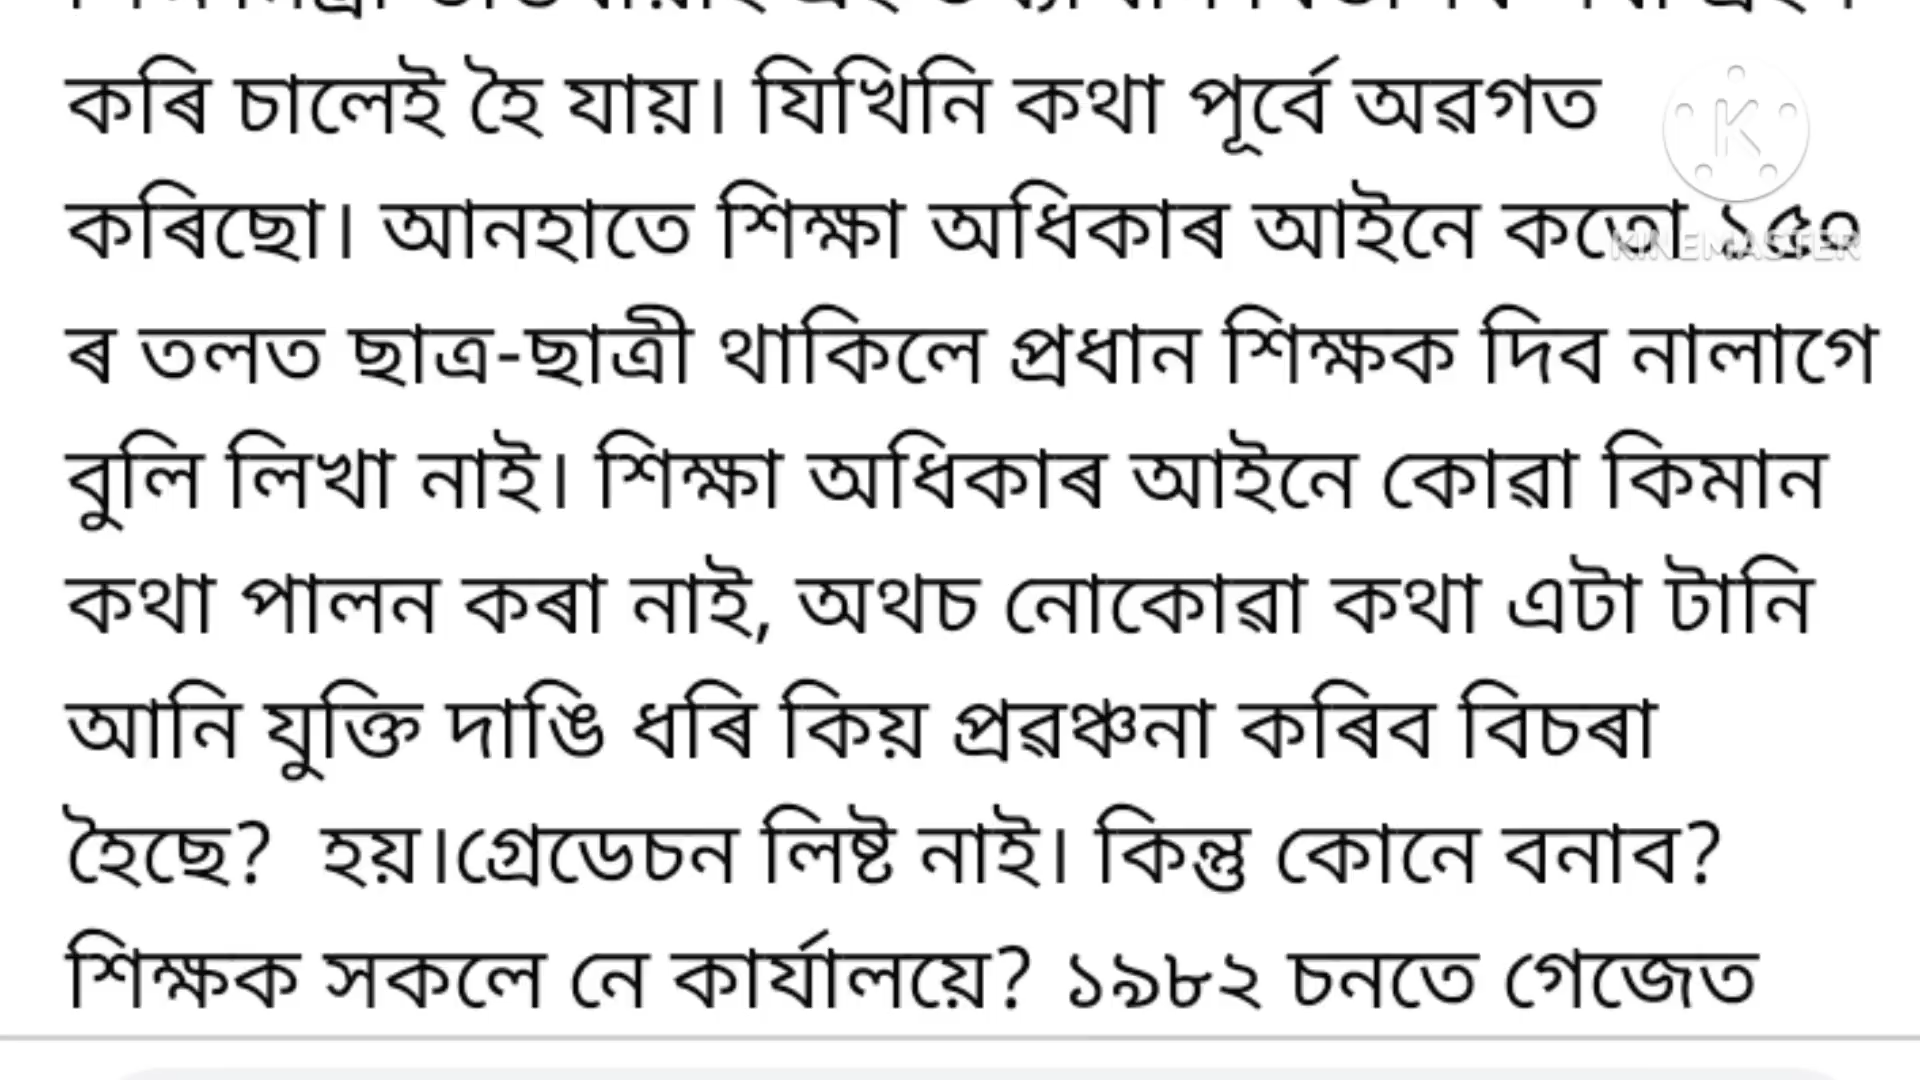 কৰি চালেই হৈ যায়। যিখিনি কথা পূৰ্বে অৱগত
কৰিছো। আনহাতে শিক্ষা অধিকাৰ আইনে কতো ১৫০
ৰ তলত ছাত্ৰ-ছাত্ৰী থাকিলে প্ৰধান শিক্ষক দিব নালাগে
বুলি লিখা নাই। শিক্ষা অধিকাৰ আইনে কোৱা কিমান
কথা পালন কৰা নাই, অথচ নোকোৱা কথা এটা টানি
আনি যুক্তি দাঙি ধৰি কিয় প্ৰৱঞ্চনা কৰিব বিচৰা
হৈছে? হয়।গ্ৰেডেচন লিষ্ট নাই। কিন্তু কোনে বনাব?
শিক্ষক সকলে নে কাৰ্যালয়ে? ১৯৮২ চনতে গেজেত
K
KINEMASTER